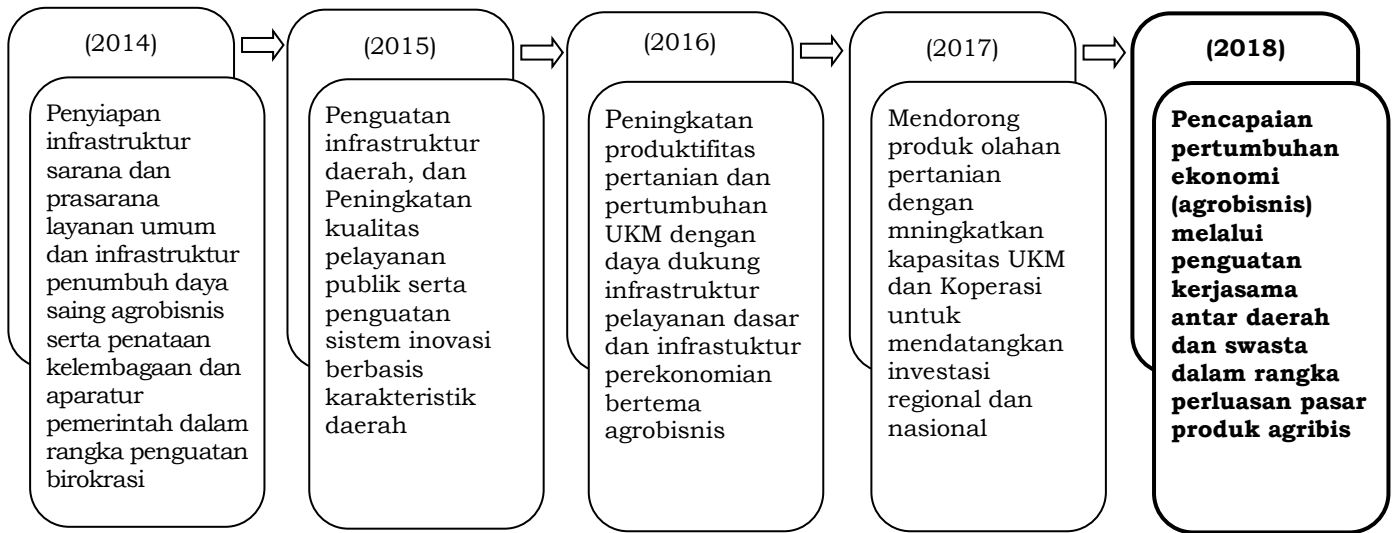 (2014)
Penyiapan
infrastruktur
sarana dan
prasarana
layanan umum
dan infrastruktur
penumbuh daya
saing agrobisnis
serta penataan
kelembagaan dan
aparatur
pemerintah dalam
rangka penguatan
birokrasi
(2015)
Penguatan
infrastruktur
daerah, dan
Peningkatan
kualitas
pelayanan
publik serta
penguatan
sistem inovasi
berbasis
karakteristik
daerah
(2016)
Peningkatan
produktifitas
pertanian dan
pertumbuhan
UKM dengan
daya dukung
infrastruktur
pelayanan dasar
dan infrastuktur
perekonomian
bertema
agrobisnis
(2017)
Mendorong
produk olahan
pertanian
dengan
mningkatkan
kapasitas UKM
dan Koperasi
untuk
mendatangkan
investasi
regional dan
nasional
(2018)
Pencapaian
pertumbuhan
ekonomi
(agrobisnis)
melalui
penguatan
kerjasama
antar daerah
dan swasta
dalam rangka
perluasan pasar
produk agribis